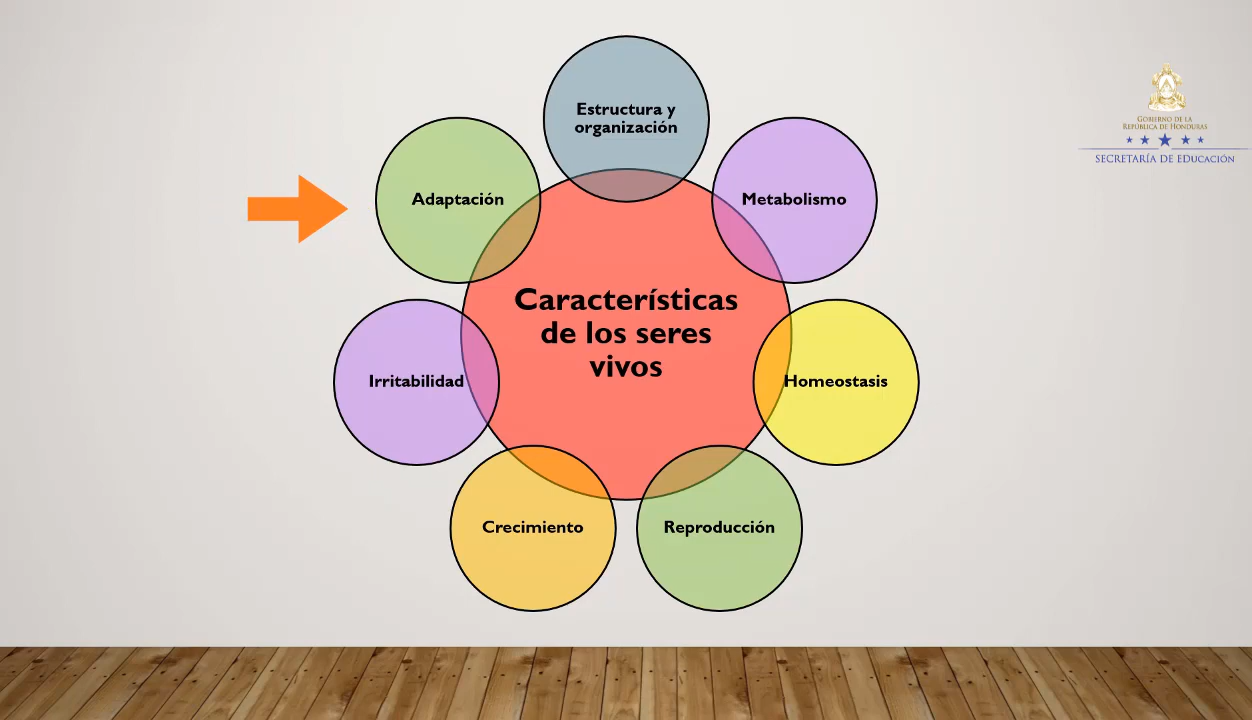 Estructura y
organización
Adaptación
Metabolismo
GOBIERNO DE LA
REPÚBLICA DE HONDURAS
SECRETARÍA DE EDUCACIÓN
Características
de los seres
vivos
Irritabilidad
Homeostasis
Crecimiento
Reproducción